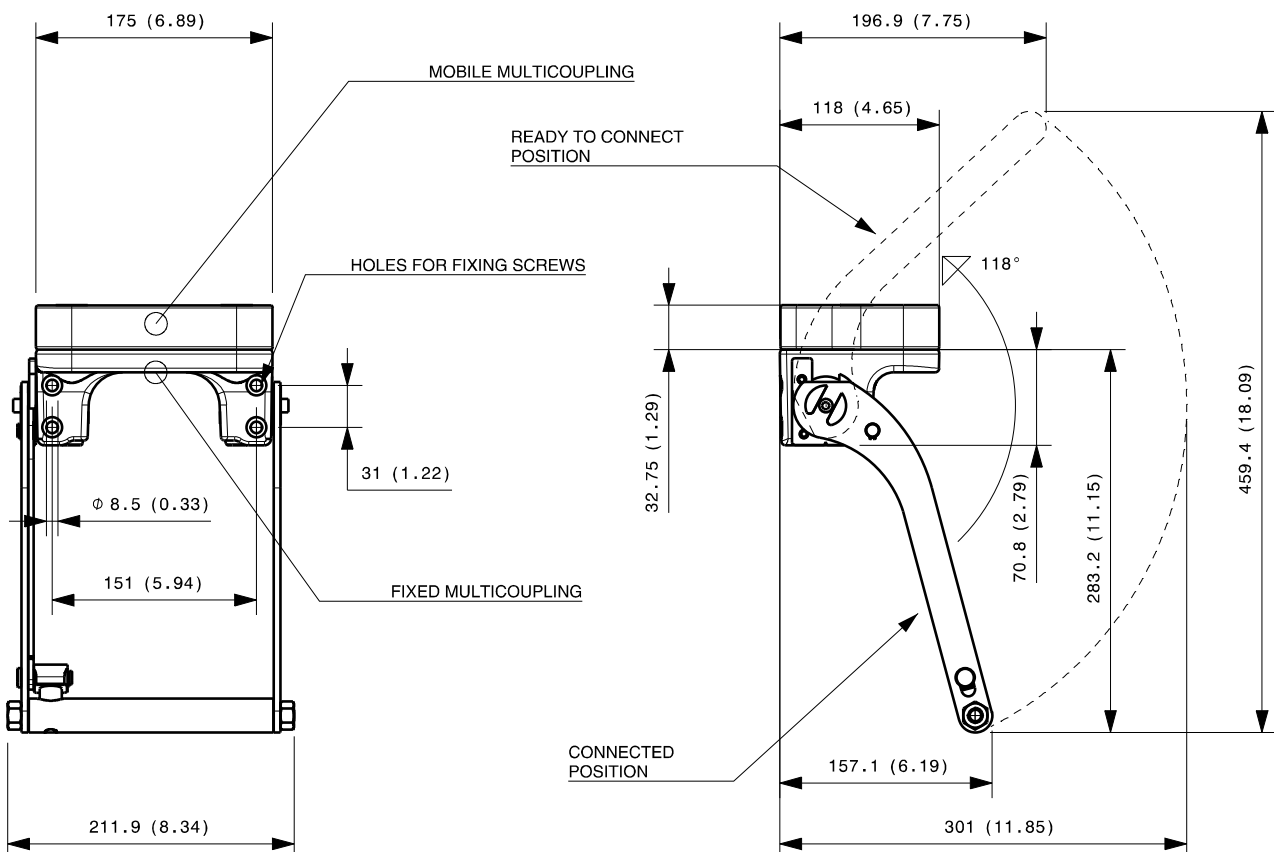 175 (6.89)
196.9 (7.75)
MOBILE MULTICOUPLING
118 (4.65)
READY TO CONNECT
POSITION
HOLES FOR FIXING SCREWS
118°
31 (1.22)
32.75 (1.29)
459.4 (18.09)
Φ 8.5 (0.33)
70.8 (2.79)
283.2 (11.15)
151 (5.94)
FIXED MULTICOUPLING
CONNECTED
POSITION
157.1 (6.19)
211.9 (8.34)
301 (11.85)